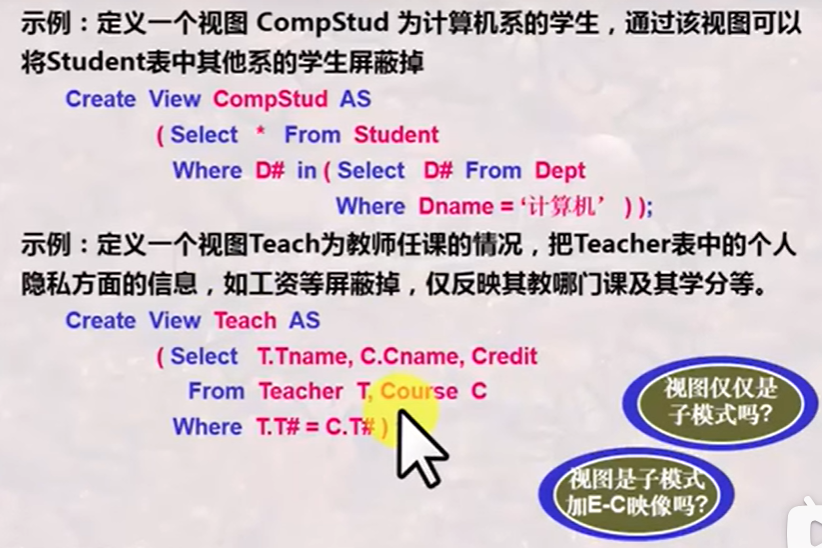 示例：定义一个视图 CompStud 为计算机系的学生，通过该视图可以
将Student表中其他系的学生屏蔽掉
Create View CompStud AS
( Select * From Student
Where D# in ( Select D# From Dept
Where Dname = ‘计算机’ ) );
示例：定义一个视图Teach为教师任课的情况，把Teacher表中的个人
隐私方面的信息，如工资等屏蔽掉，仅反映其教哪门课及其学分等。
Create View Teach AS
( Select T.Tname, C.Cname, Credit
From Teacher T, Course C
Where T.T# = C.T# )
视图仅仅是
子模式吗?
视图是子模式
加E-C映像吗?